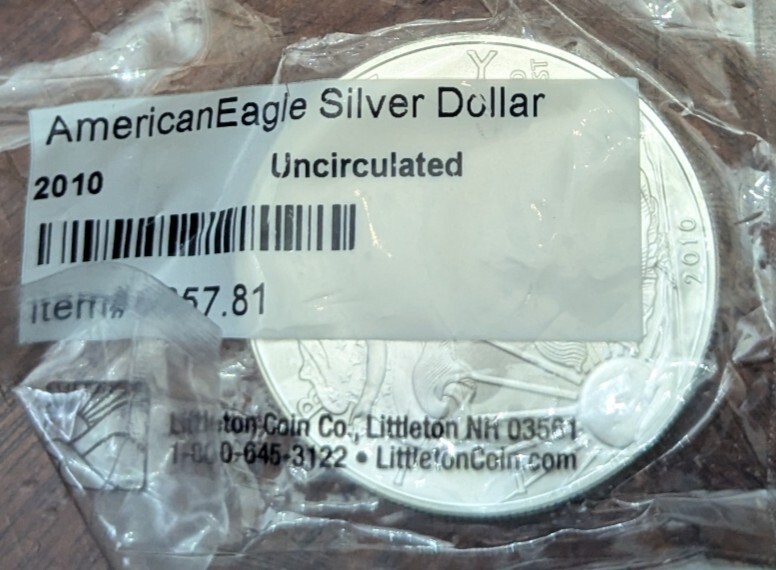 AmericanEagle Silver Dollar
2010 Uncirculated
Item# 57.81
Littleton Coin Co., Littleton NH 03561
1-800-645-3122 • LittletonCoin.com
Y
2010